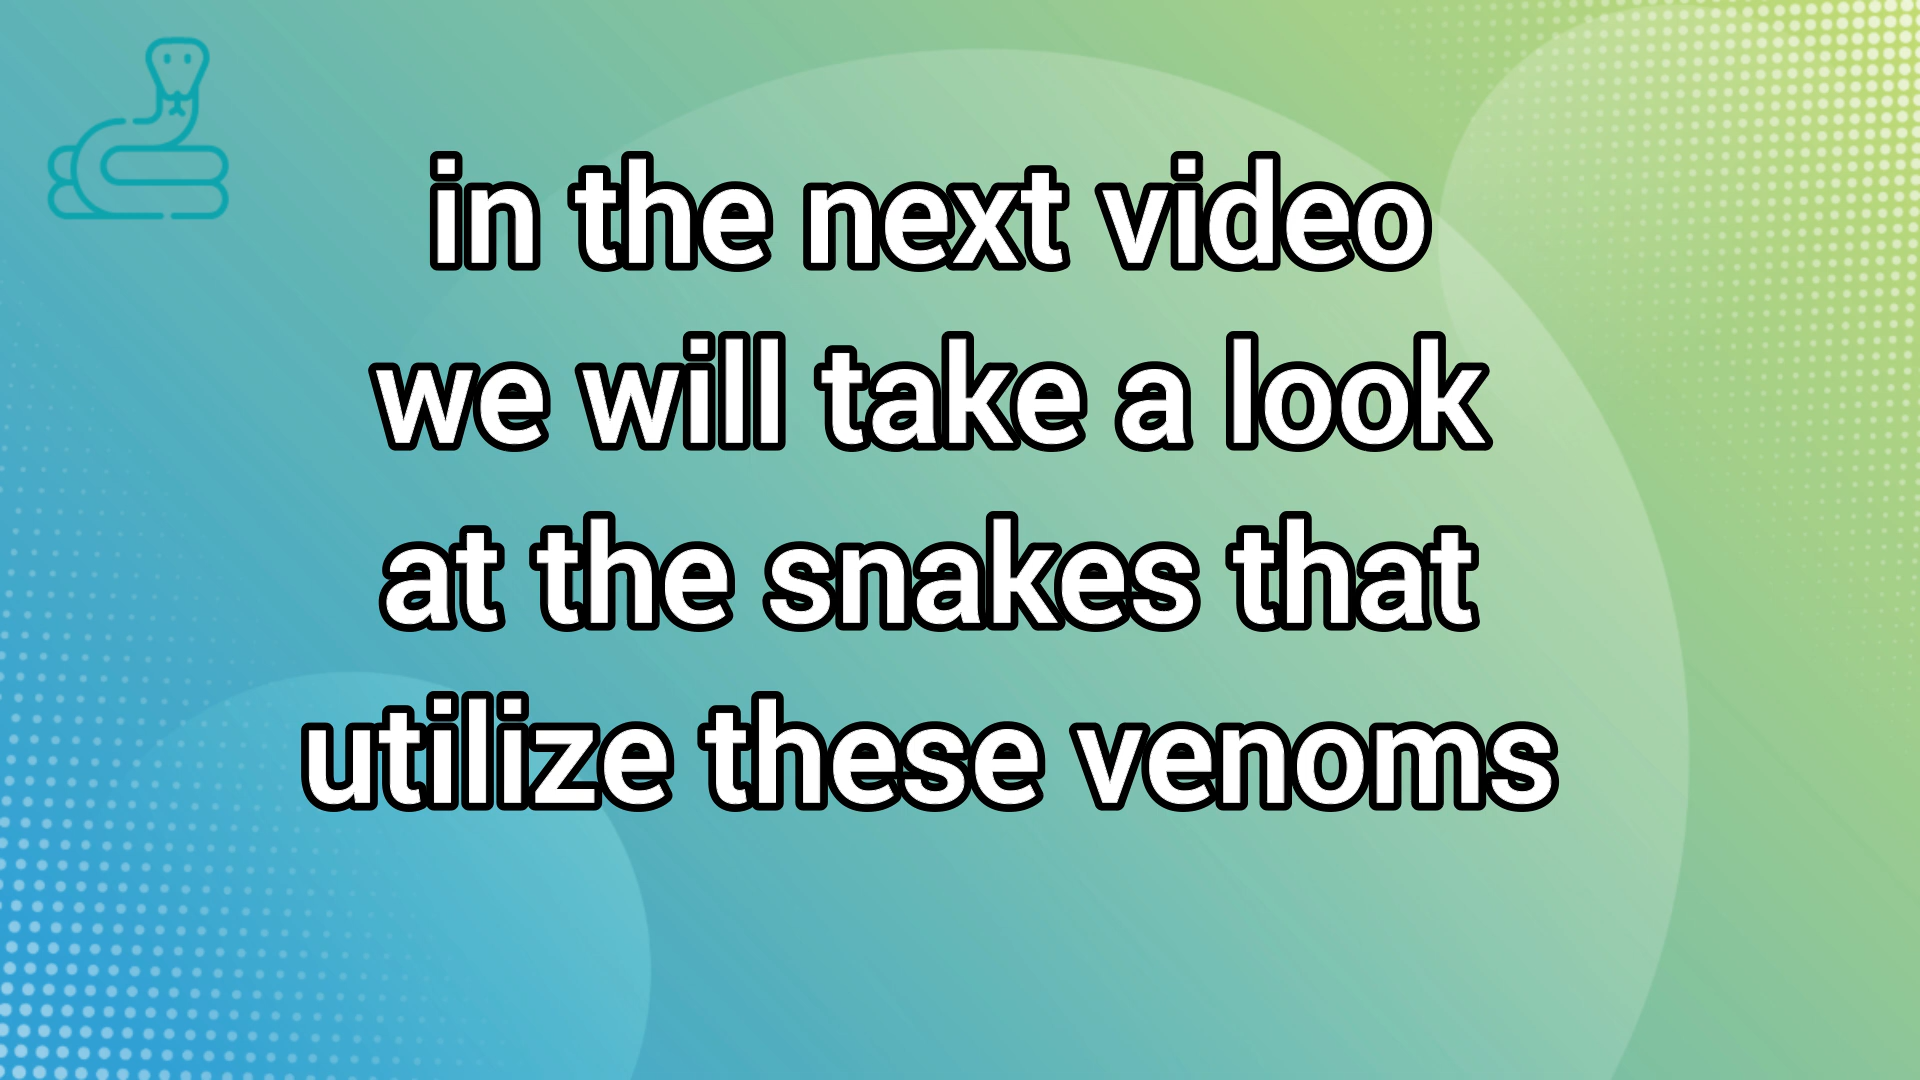 in the next video
we will take a look
at the snakes that
utilize these venoms